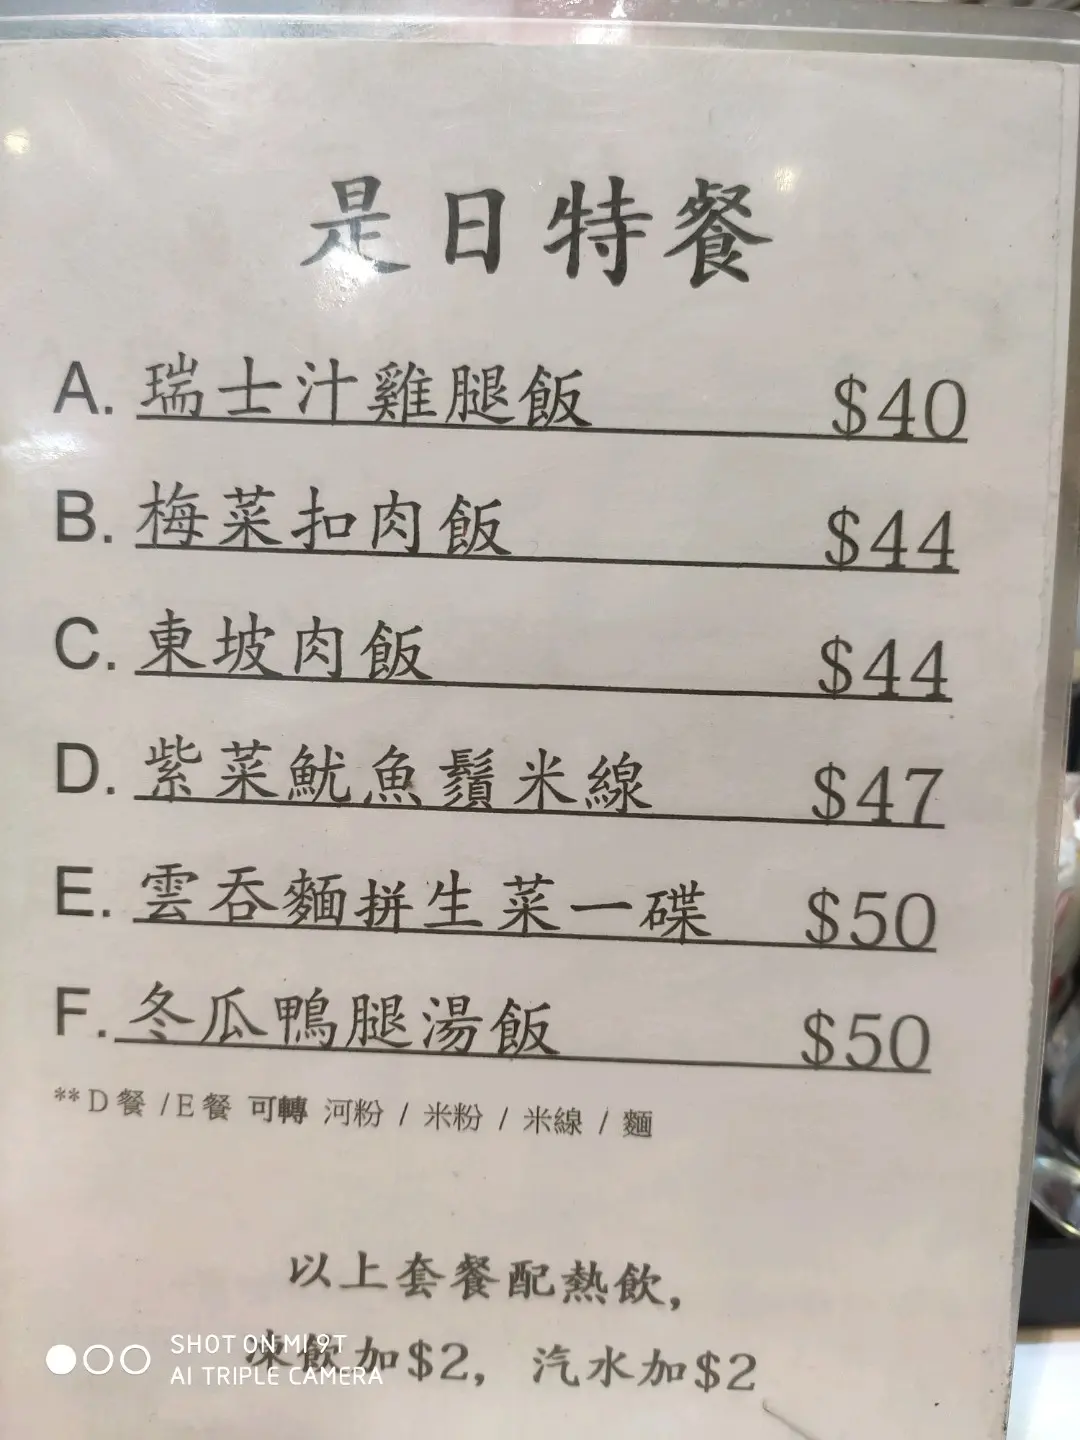 是日特餐
A. 瑞士汁雞腿飯 $40
B. 梅菜扣肉飯 $44
C. 東坡肉飯 $44
D. 紫菜魷魚鬚米線 $47
E. 雲吞麵拼生菜一碟 $50
F. 冬瓜鴨腿湯飯 $50
**D餐 /E餐 可轉 河粉 / 米粉 / 米線 / 麵
以上套餐配熱飲，
凍飲加$2，汽水加$2
SHOT ON MI 9T
AI TRIPLE CAMERA